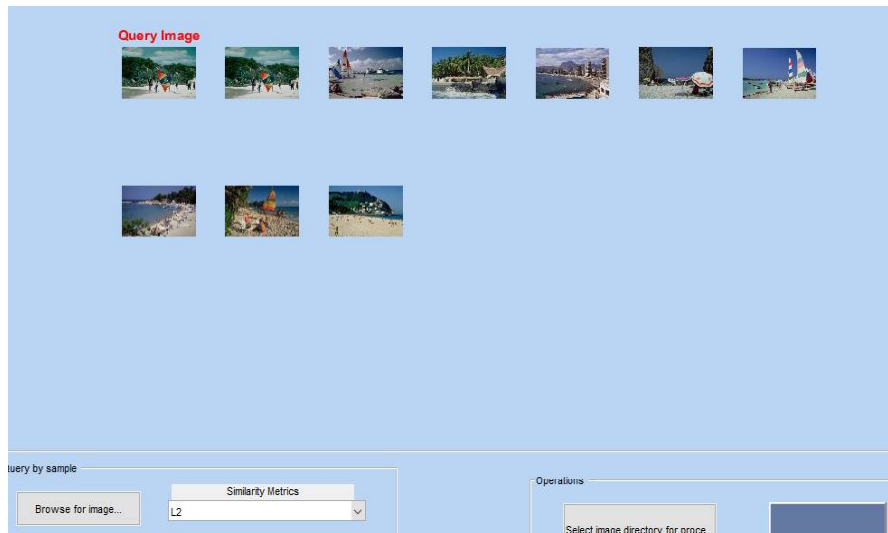 Query Image
uery by sample
Browse for image...
Similarity Metrics
L2
Operations
Select image directory for proce